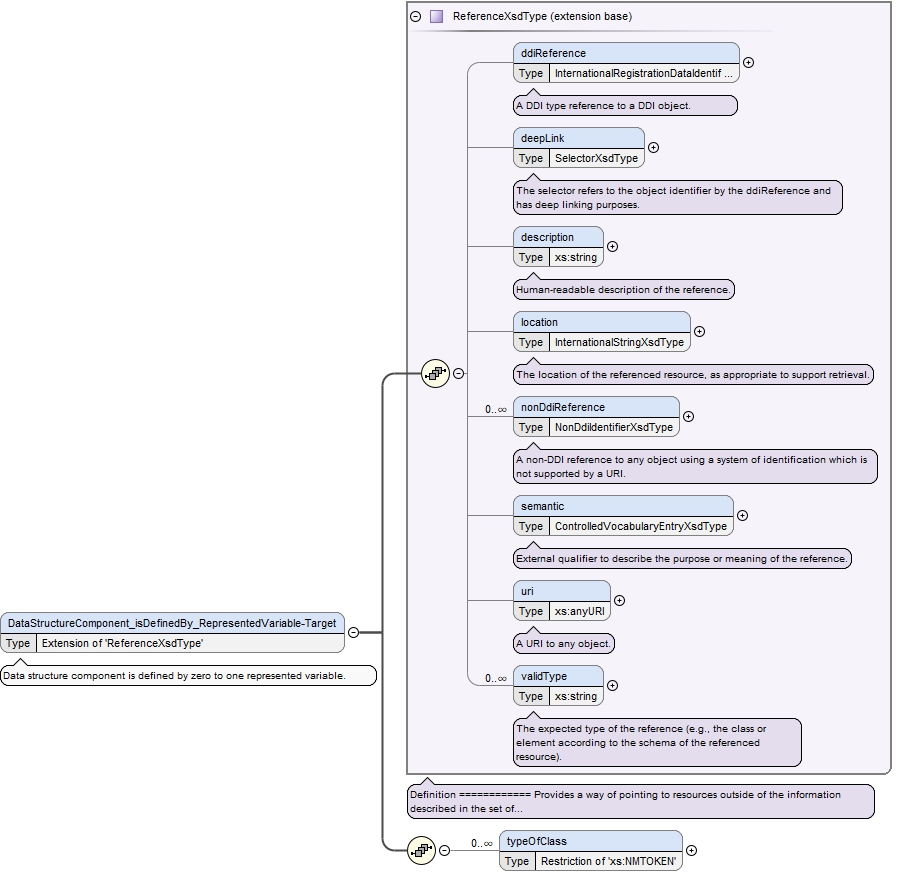 ReferenceXsdType (extension base)
ddiReference
Type InternationalRegistrationDataIdentif ...
A DDI type reference to a DDI object.
deepLink
Type SelectorXsdType
The selector refers to the object identifier by the ddiReference and
has deep linking purposes.
description
Type xs:string
Human-readable description of the reference.
location
Type InternationalStringXsdType
The location of the referenced resource, as appropriate to support retrieval.
0..∞ nonDdiReference
Type NonDdiIdentifierXsdType
A non-DDI reference to any object using a system of identification which is
not supported by a URI.
semantic
Type ControlledVocabularyEntryXsdType
External qualifier to describe the purpose or meaning of the reference.
uri
Type xs:anyURI
A URI to any object.
0..∞ validType
Type xs:string
The expected type of the reference (e.g., the class or
element according to the schema of the referenced
resource).
DataStructureComponent_isDefinedBy_RepresentedVariable-Target
Type Extension of 'ReferenceXsdType'
Data structure component is defined by zero to one represented variable.
Definition ============ Provides a way of pointing to resources outside of the information
described in the set of...
0..∞ typeOfClass
Type Restriction of 'xs:NMTOKEN'